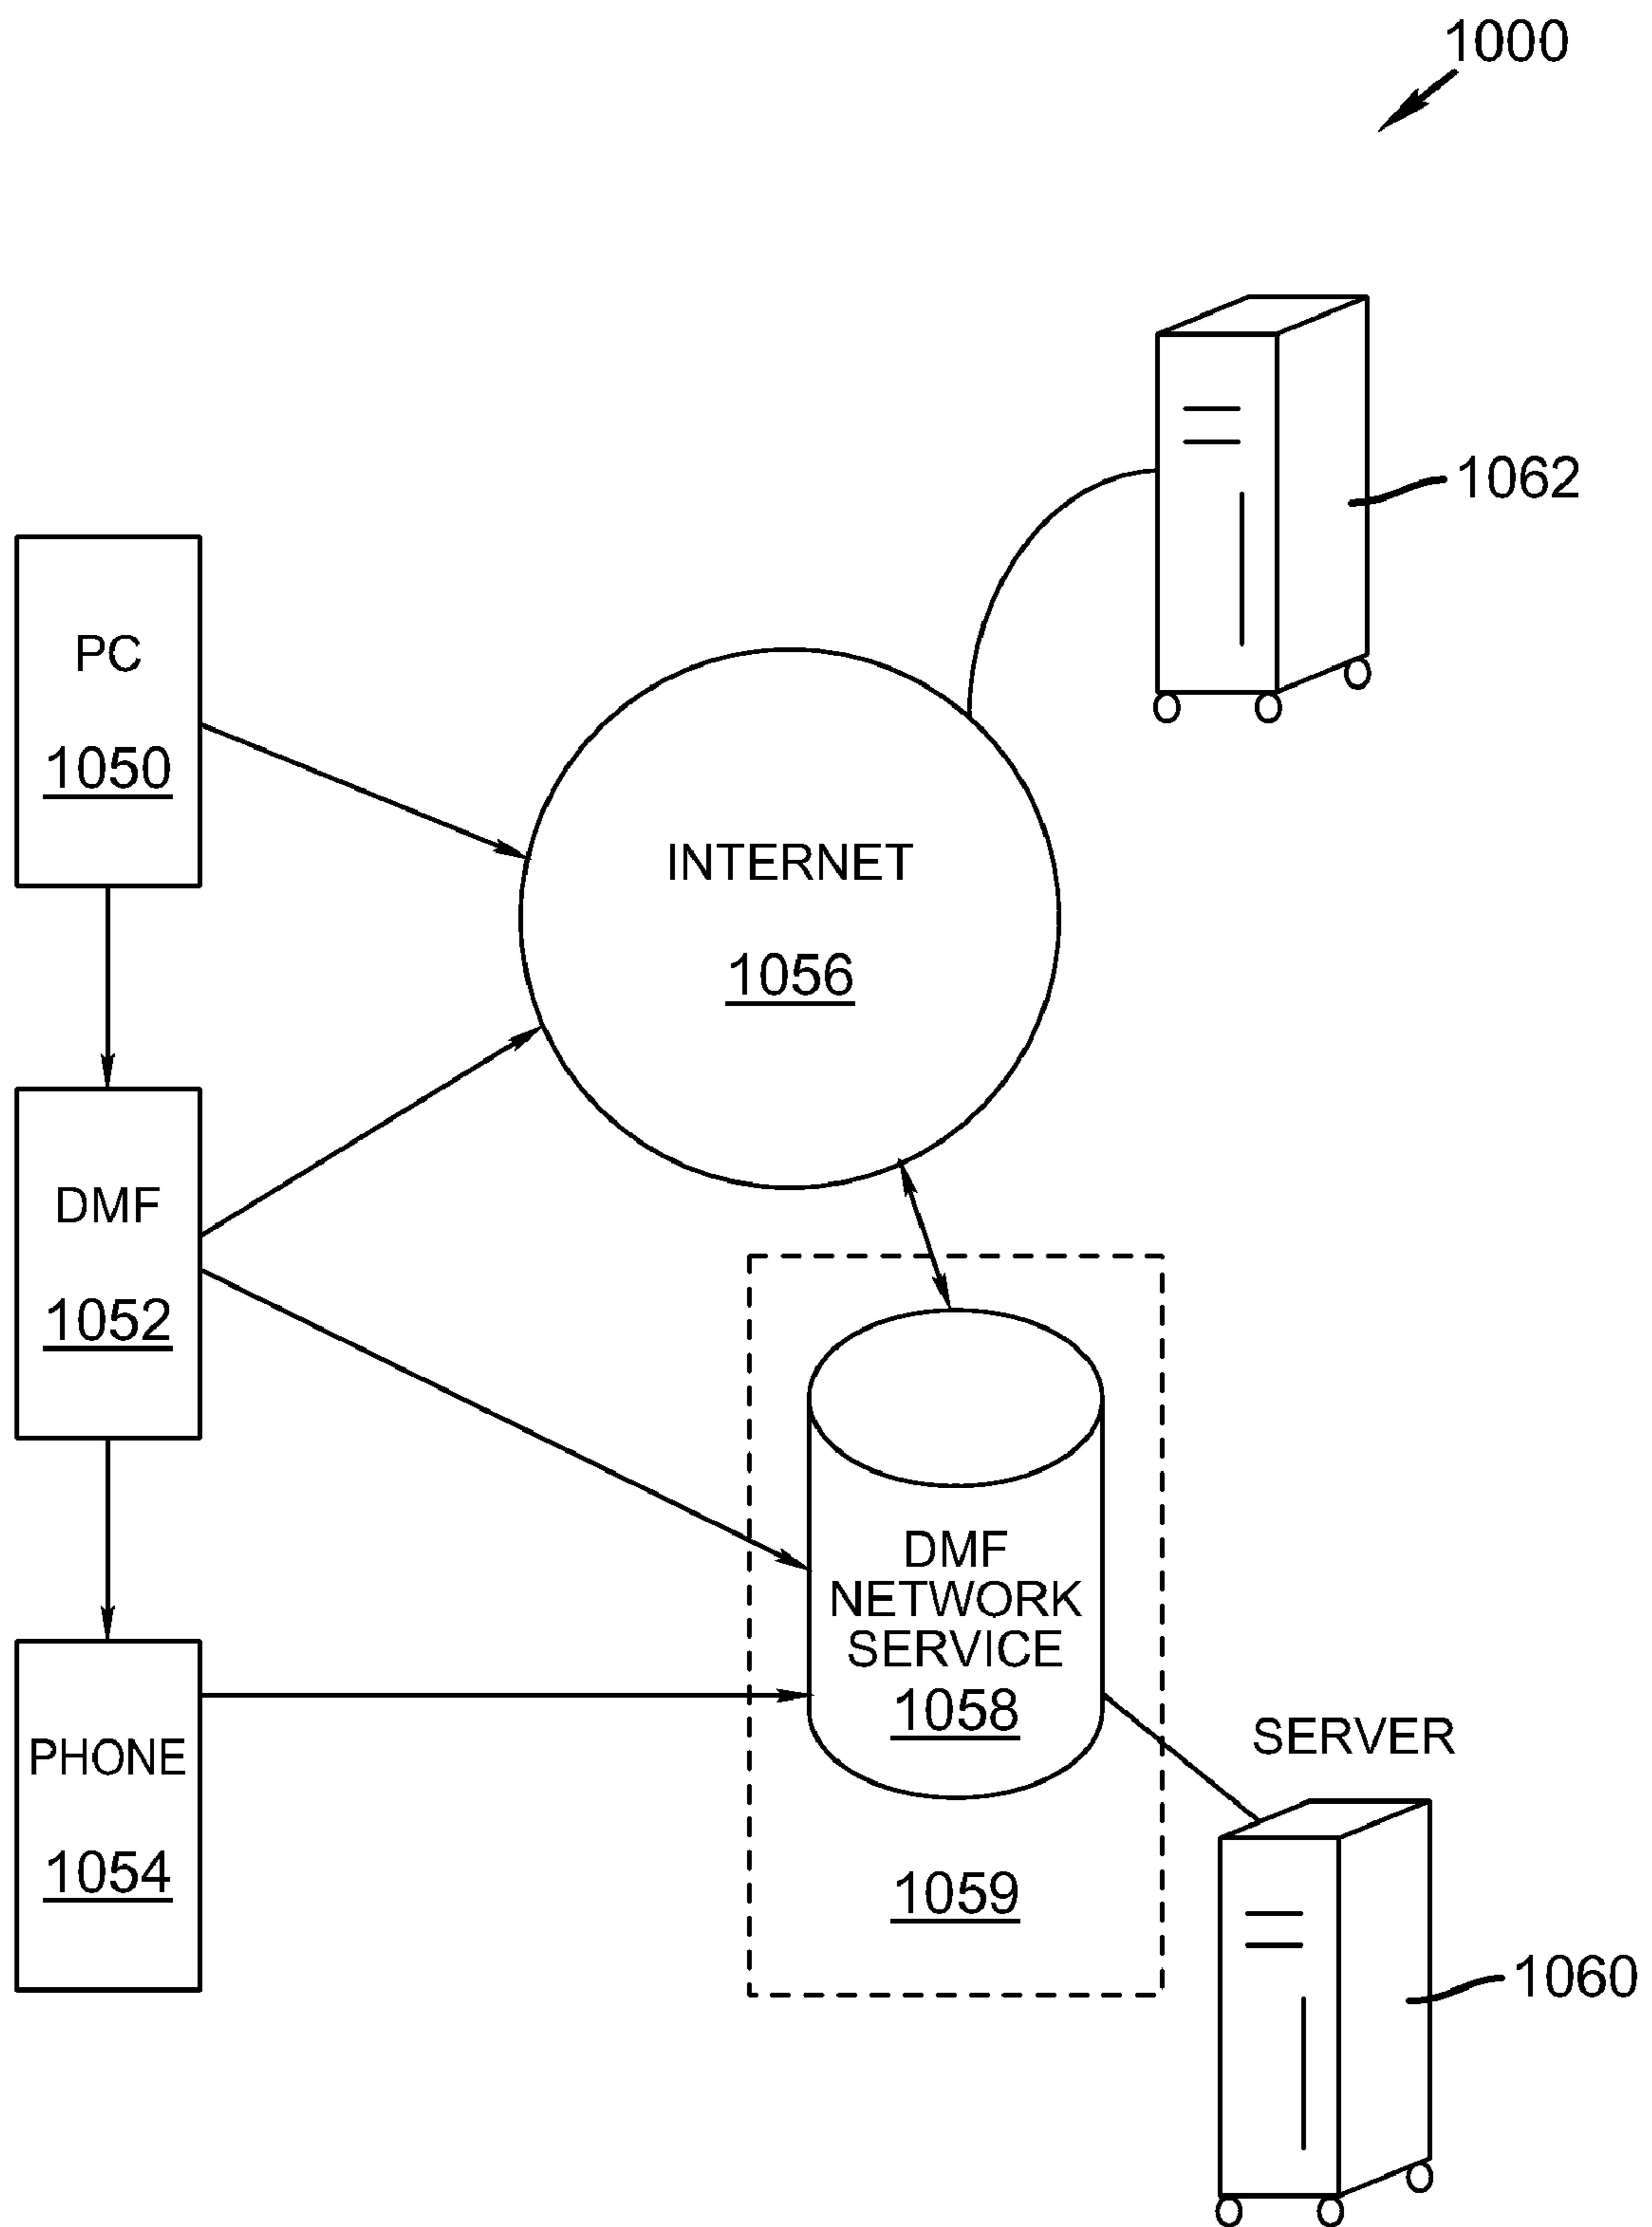 1000
1062
PC
1050
INTERNET
1056
DMF
1052
DMF
NETWORK
SERVICE
1058
SERVER
PHONE
1054
1059
1060